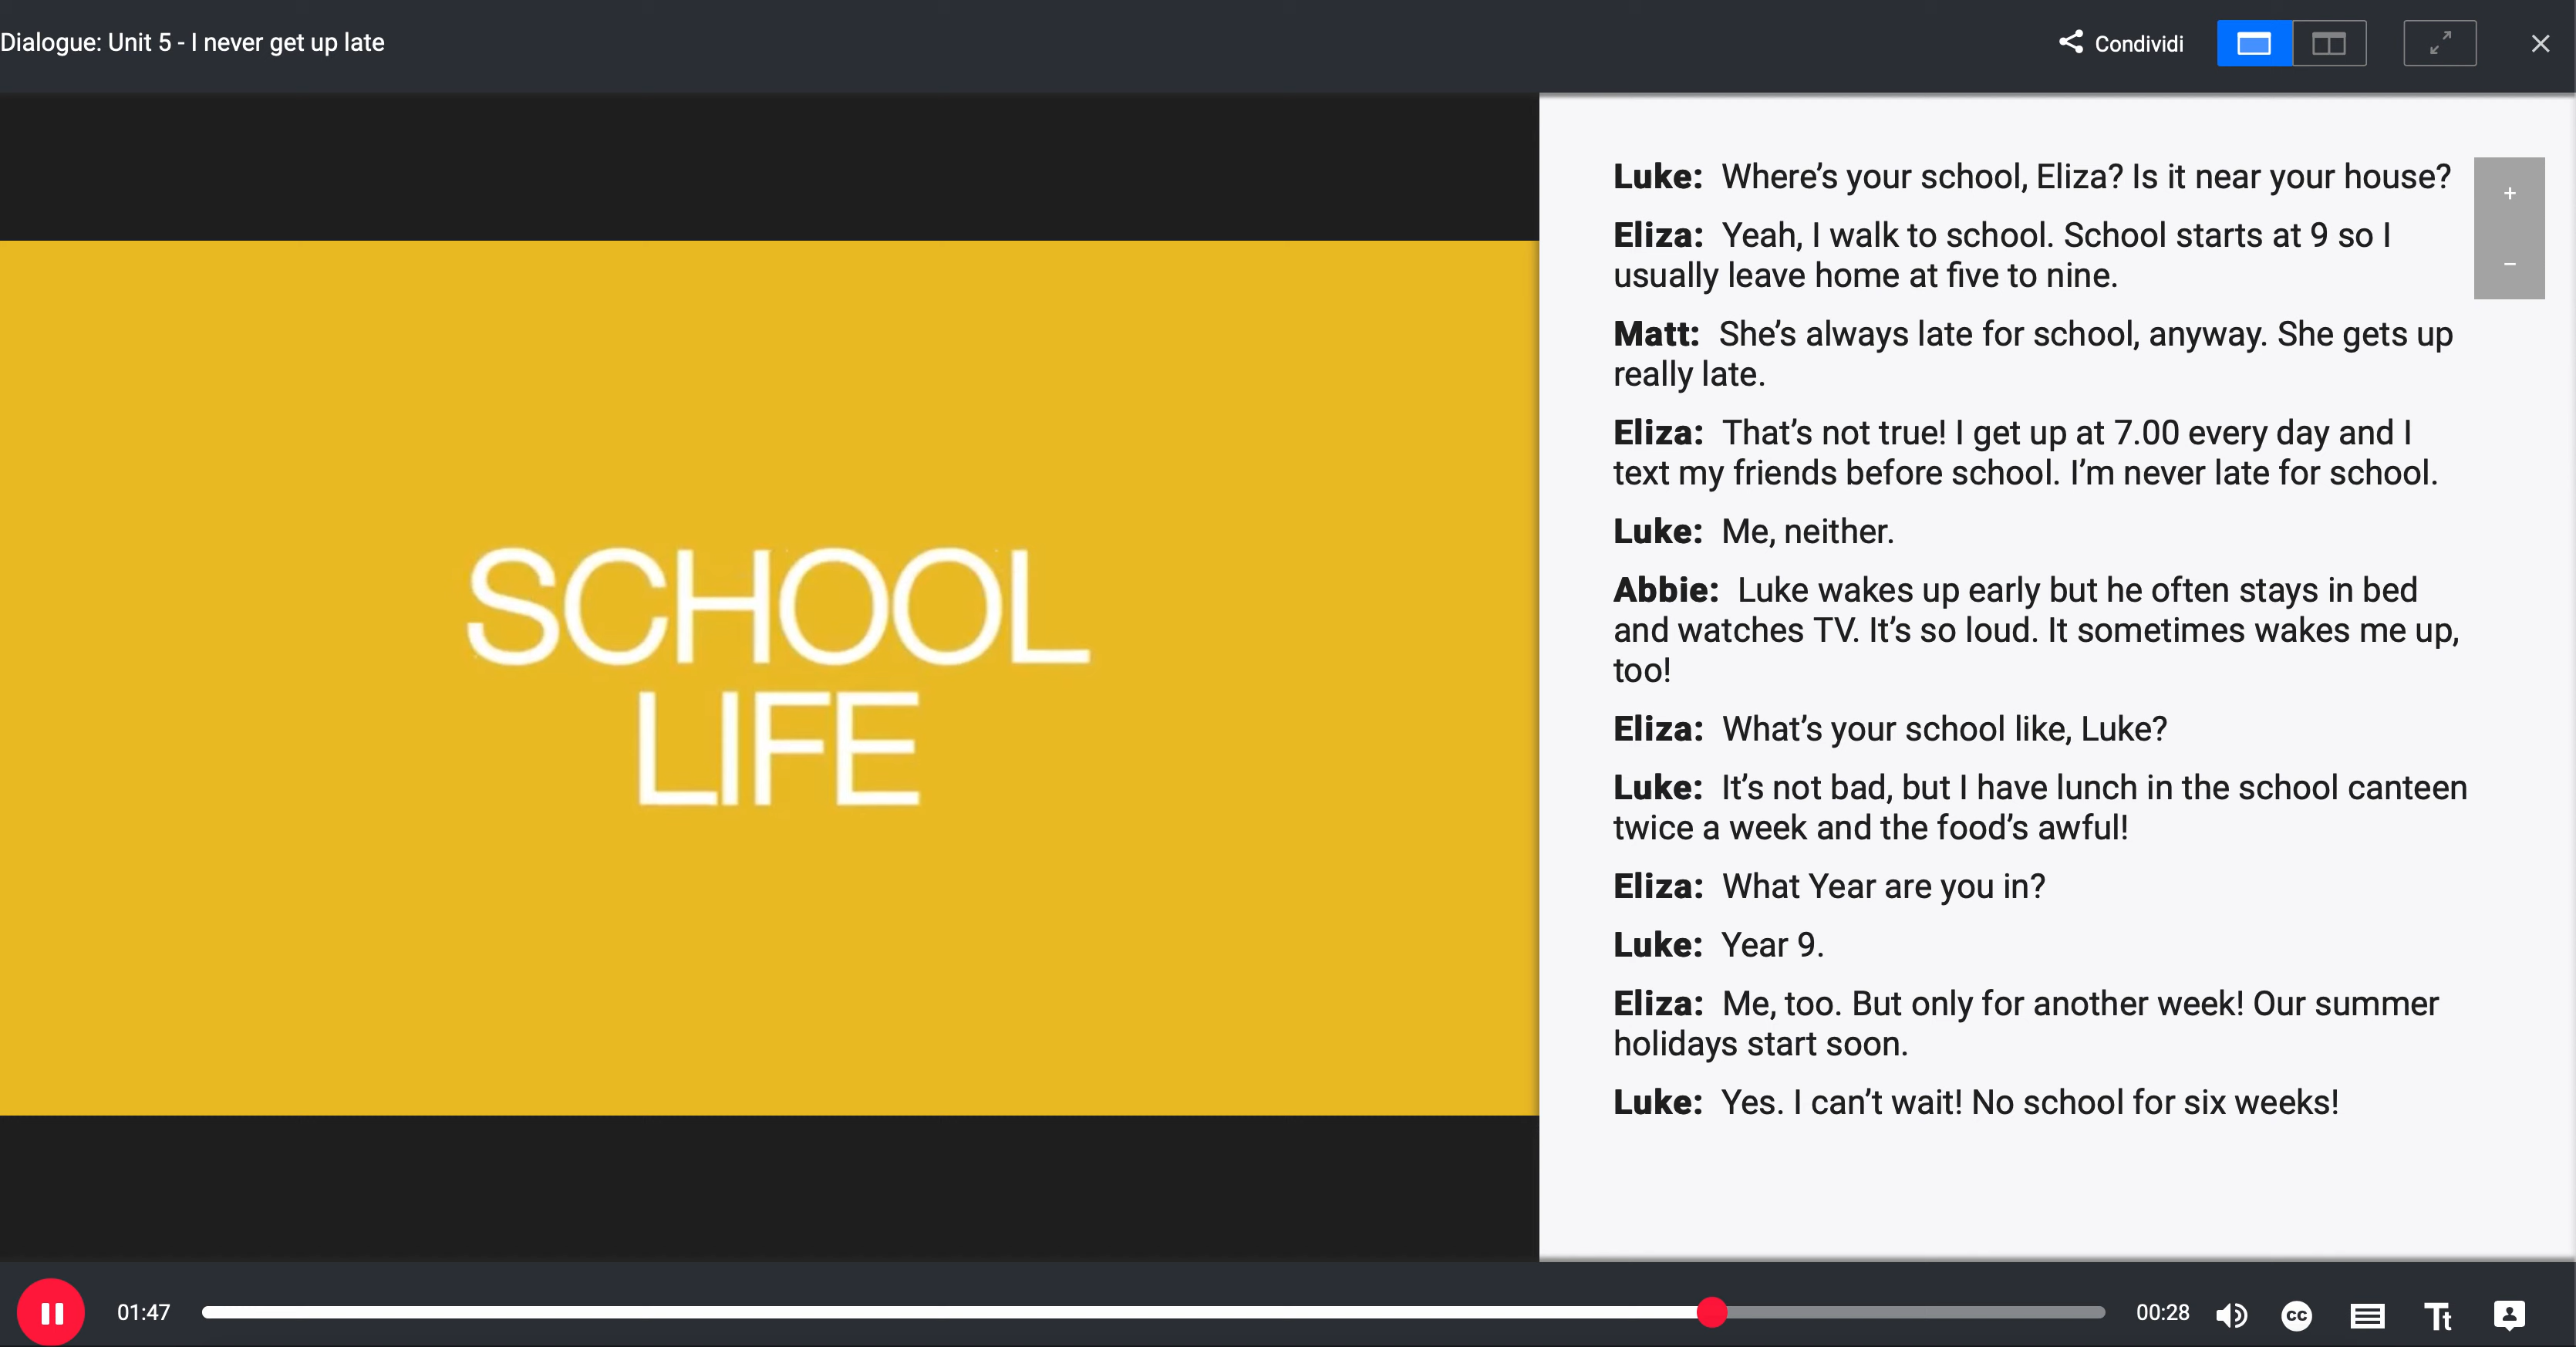 Dialogue: Unit 5 - I never get up late
Condividi
SCHOOL
LIFE
Luke: Where’s your school, Eliza? Is it near your house?
Eliza: Yeah, I walk to school. School starts at 9 so I
usually leave home at five to nine.
Matt: She’s always late for school, anyway. She gets up
really late.
Eliza: That’s not true! I get up at 7.00 every day and I
text my friends before school. I’m never late for school.
Luke: Me, neither.
Abbie: Luke wakes up early but he often stays in bed
and watches TV. It’s so loud. It sometimes wakes me up,
too!
Eliza: What’s your school like, Luke?
Luke: It’s not bad, but I have lunch in the school canteen
twice a week and the food’s awful!
Eliza: What Year are you in?
Luke: Year 9.
Eliza: Me, too. But only for another week! Our summer
holidays start soon.
Luke: Yes. I can’t wait! No school for six weeks!
+
−
01:47
00:28
CC
Tt